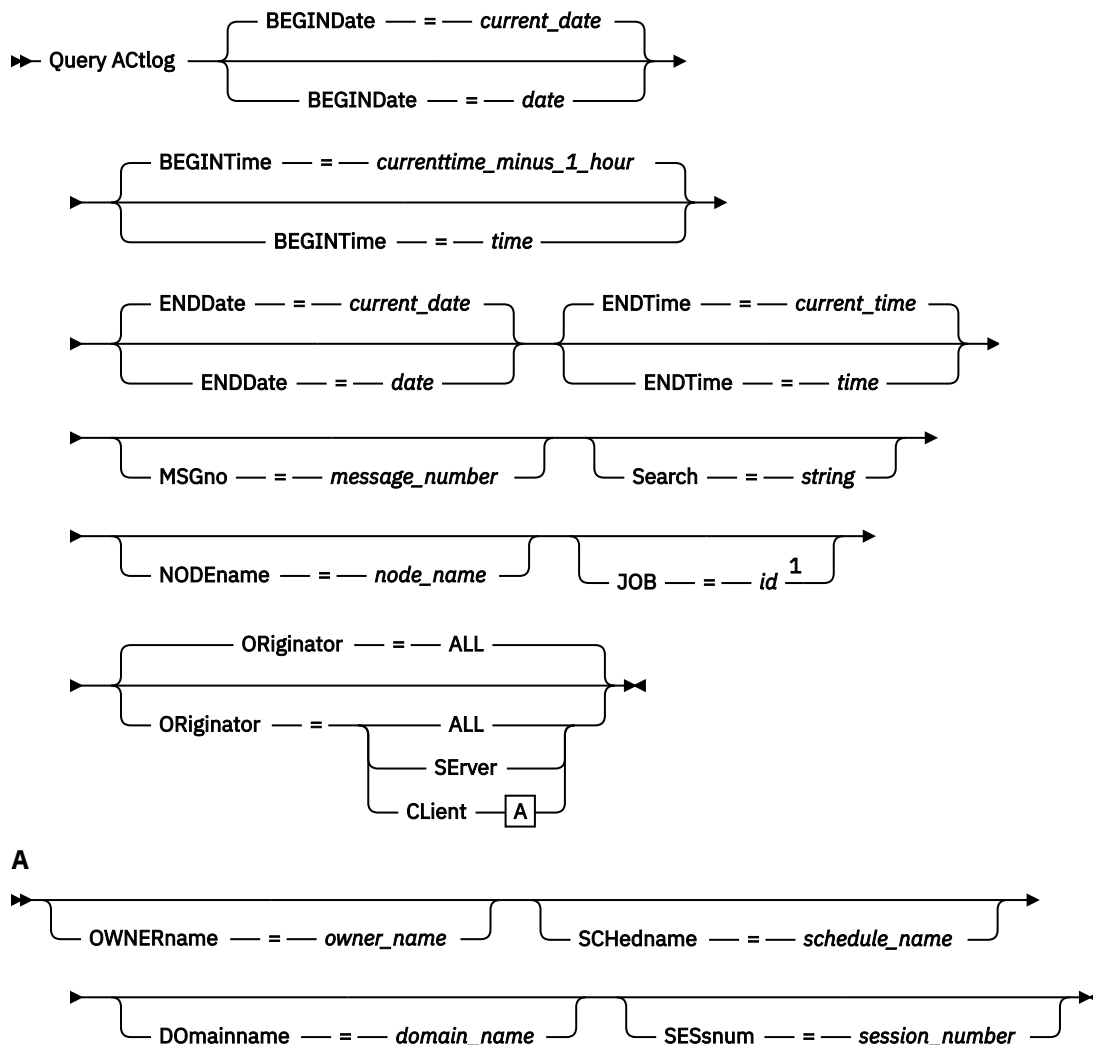 BEGINDate = current_date
Query ACtlog
BEGINDate = date
BEGINTime = currenttime_minus_1_hour
BEGINTime = time
ENDDate = current_date ENDTime = current_time
ENDDate = date ENDTime = time
MSGno = message_number Search = string
NODEname = node_name JOB = id 1
ORiginator = ALL
ORiginator = ALL
SErver
CLient A
A
OWNERname = owner_name SCHedname = schedule_name
DOmainname = domain_name SESsnum = session_number